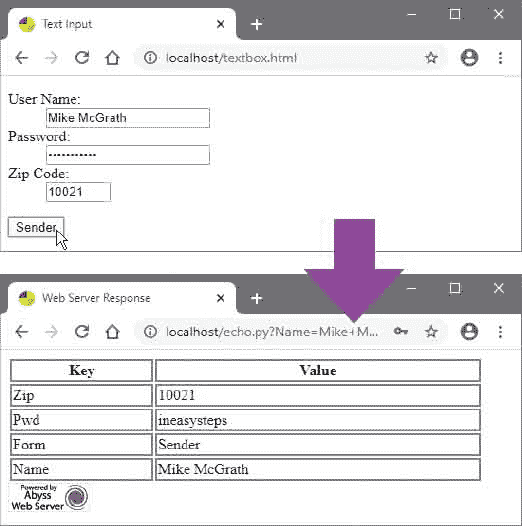 Text Input
localhost/textbox.html
User Name:
Mike McGrath
Password:
•••••••••••
Zip Code:
10021
Sender
Web Server Response
localhost/echo.py?Name=Mike+M...
Key Value
Zip 10021
Pwd ineasysteps
Form Sender
Name Mike McGrath
Powered by
Abyss
Web Server